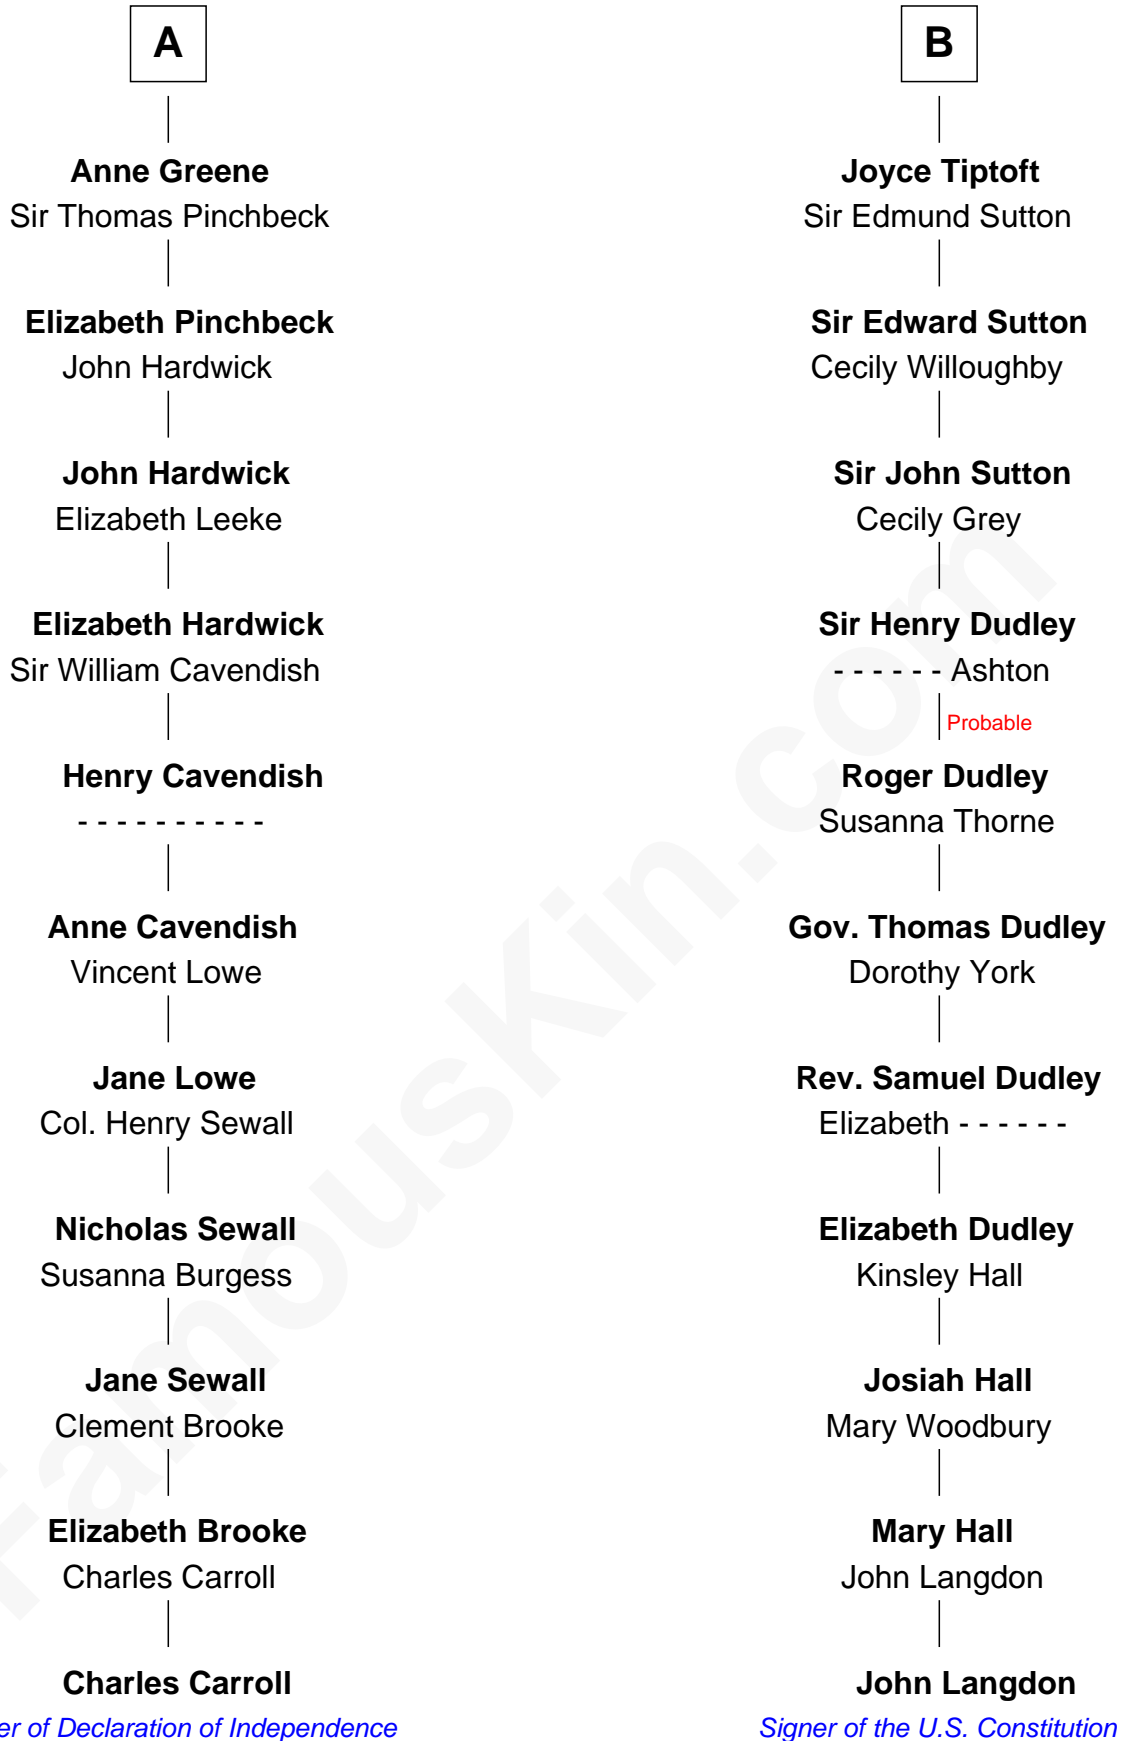 A
Anne Greene
Sir Thomas Pinchbeck
Elizabeth Pinchbeck
John Hardwick
John Hardwick
Elizabeth Leeke
Elizabeth Hardwick
Sir William Cavendish
Henry Cavendish
- - - - - - - - - -
Anne Cavendish
Vincent Lowe
Jane Lowe
Col. Henry Sewall
Nicholas Sewall
Susanna Burgess
Jane Sewall
Clement Brooke
Elizabeth Brooke
Charles Carroll
Charles Carroll
er of Declaration of Independence
B
Joyce Tiptoft
Sir Edmund Sutton
Sir Edward Sutton
Cecily Willoughby
Sir John Sutton
Cecily Grey
Sir Henry Dudley
- - - - - - Ashton
Probable
Roger Dudley
Susanna Thorne
Gov. Thomas Dudley
Dorothy York
Rev. Samuel Dudley
Elizabeth - - - - - -
Elizabeth Dudley
Kinsley Hall
Josiah Hall
Mary Woodbury
Mary Hall
John Langdon
John Langdon
Signer of the U.S. Constitution
FamousKin.com